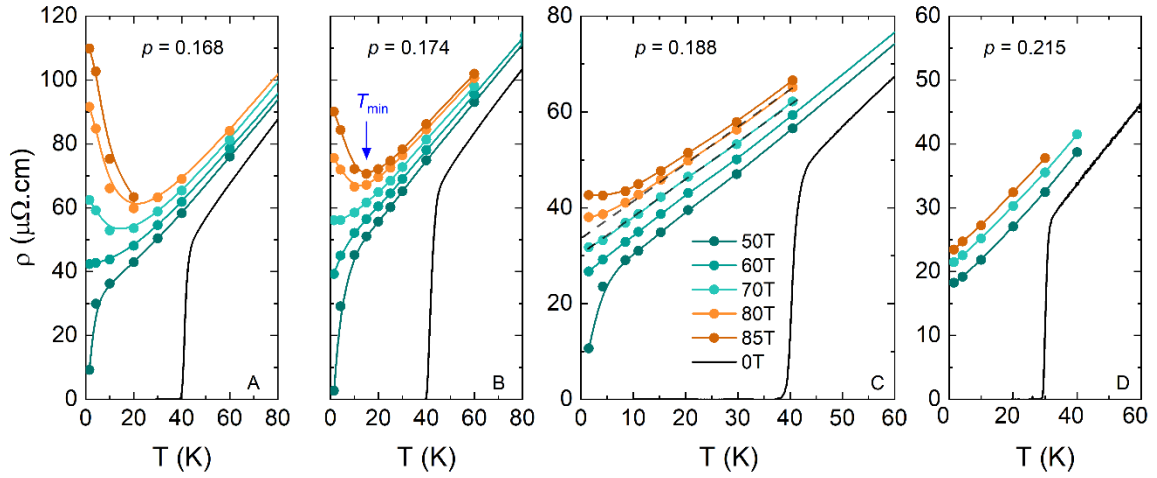 p = 0.168
p = 0.174
p = 0.188
p = 0.215
T_min
120
100
80
60
40
20
0
80
60
40
20
0
60
50
40
30
20
10
0
50T
60T
70T
80T
85T
0T
A
B
C
D
0 20 40 60 80
0 20 40 60 80
0 10 20 30 40 50 60
0 20 40 60
ρ (μΩ.cm)
T (K)
T (K)
T (K)
T (K)